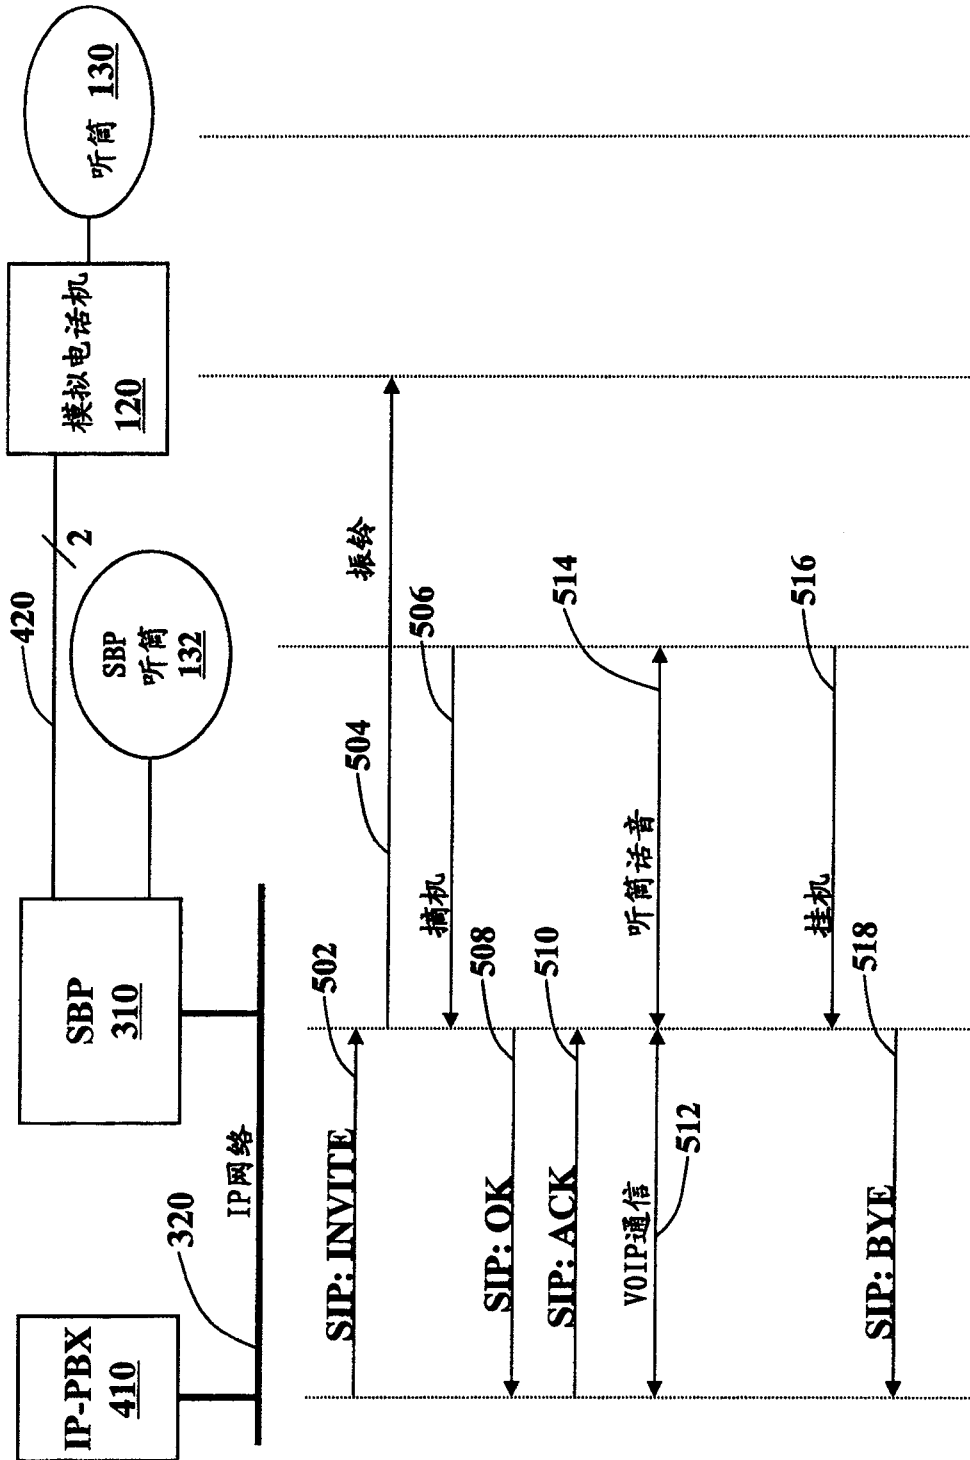 IP-PBX
410
320
IP网络
SBP
310
420
SBP
听筒
132
2
模拟电话机
120
听筒 130
SIP: INVITE
502
504
振铃
摘机
506
SIP: OK
508
SIP: ACK
510
VOIP通信
512
听筒话音
514
挂机
516
SIP: BYE
518